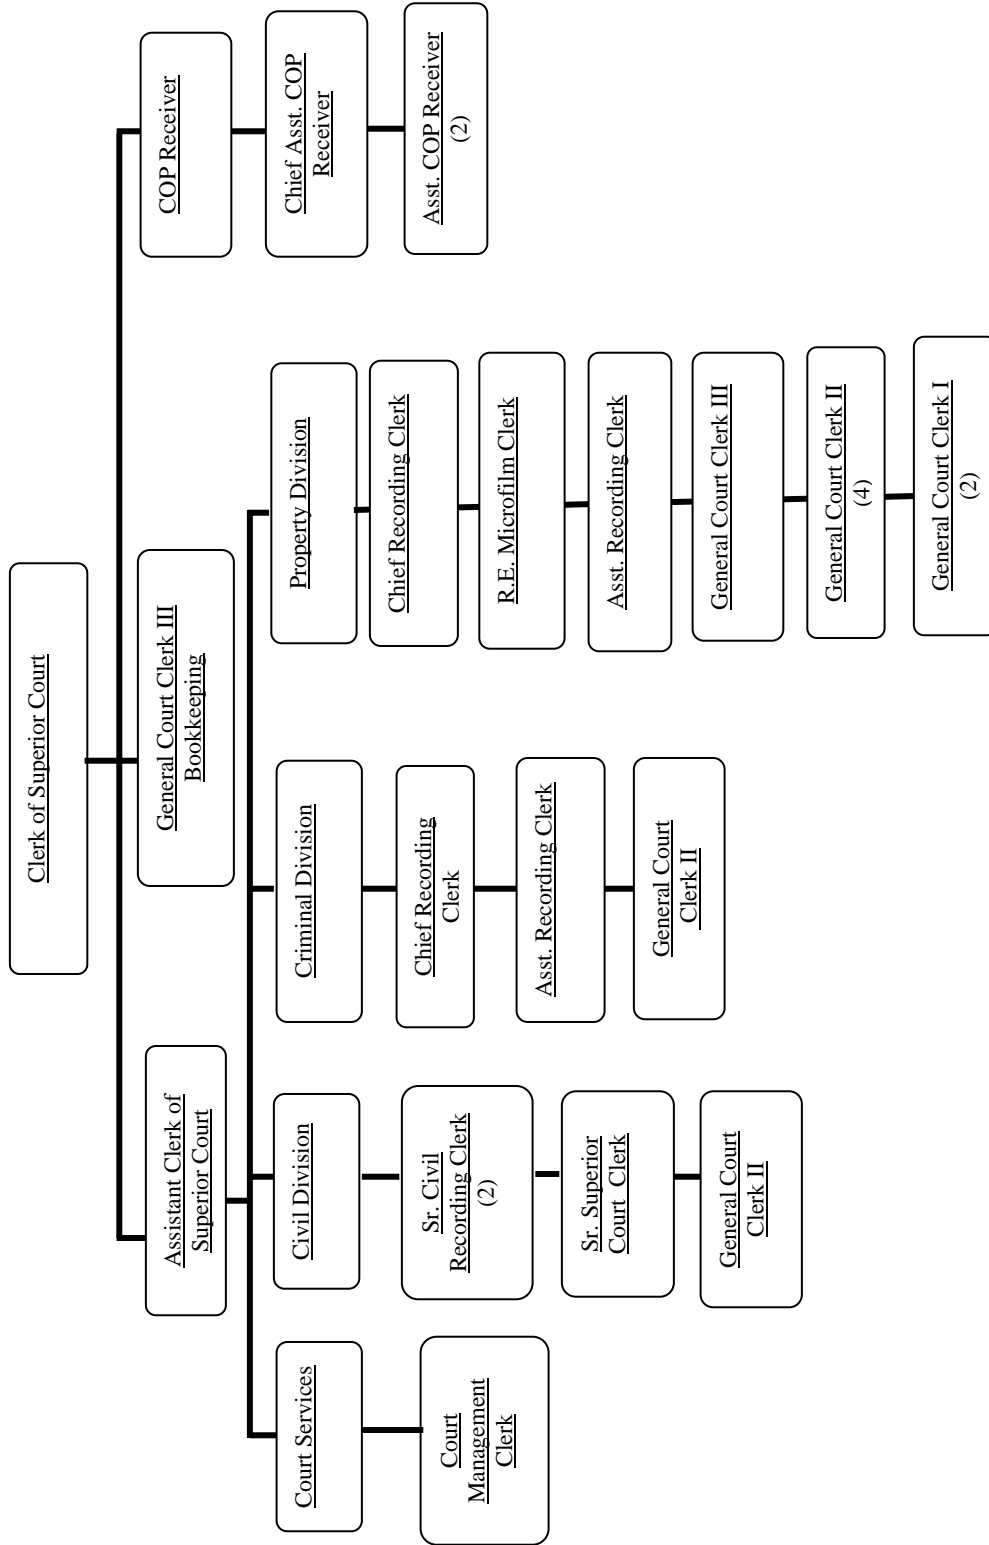 Clerk of Superior Court
Assistant Clerk of
Superior Court
General Court Clerk III
Bookkeeping
COP Receiver
Chief Asst. COP
Receiver
Asst. COP Receiver
(2)
Court Services
Court
Management
Clerk
Civil Division
Sr. Civil
Recording Clerk
(2)
Sr. Superior
Court Clerk
General Court
Clerk II
Criminal Division
Chief Recording
Clerk
Asst. Recording Clerk
General Court
Clerk II
Property Division
Chief Recording Clerk
R.E. Microfilm Clerk
Asst. Recording Clerk
General Court Clerk III
General Court Clerk II
(4)
General Court Clerk I
(2)